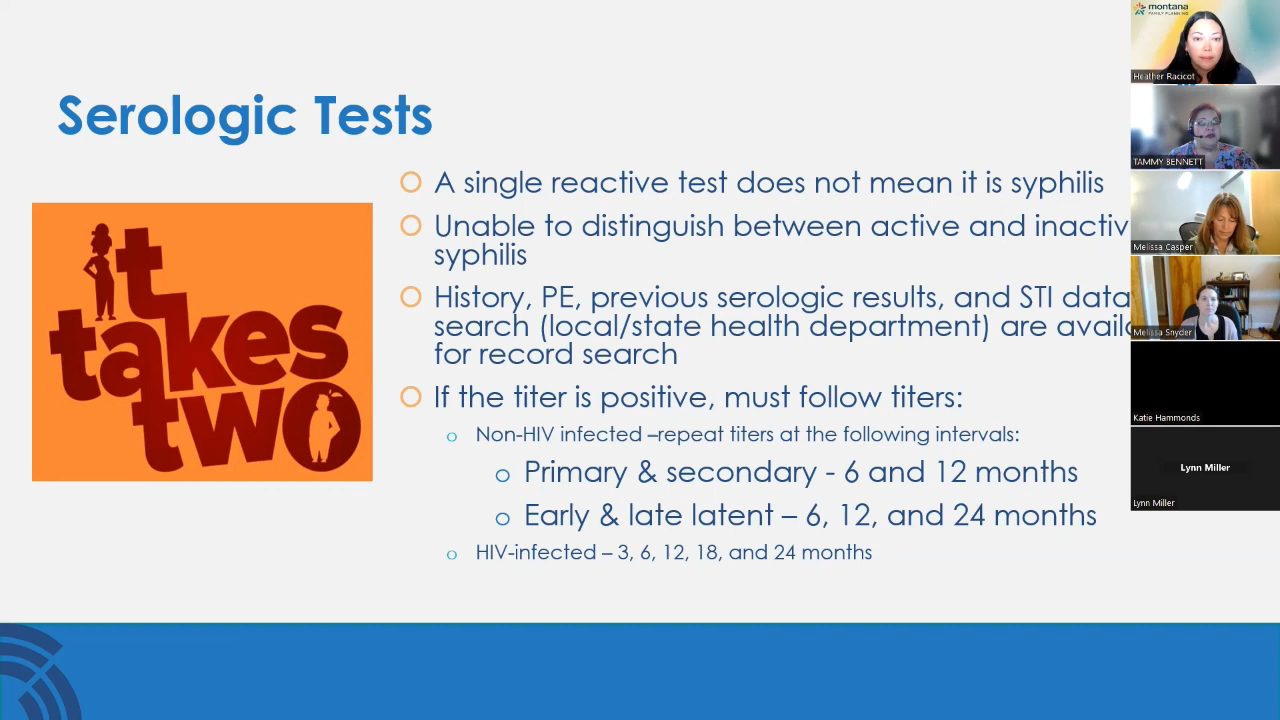 Serologic Tests
it
takes
two
A single reactive test does not mean it is syphilis
Unable to distinguish between active and inactiv
syphilis
History, PE, previous serologic results, and STI data
search (local/state health department) are availa
for record search
If the titer is positive, must follow titers:
Non-HIV infected –repeat titers at the following intervals:
Primary & secondary - 6 and 12 months
Early & late latent – 6, 12, and 24 months
HIV-infected – 3, 6, 12, 18, and 24 months
montana
FAMILY PLANNING
Heather Racicot
TAMMY BENNETT
Melissa Casper
Melissa Snyder
Katie Hammonds
Lynn Miller
Lynn Miller